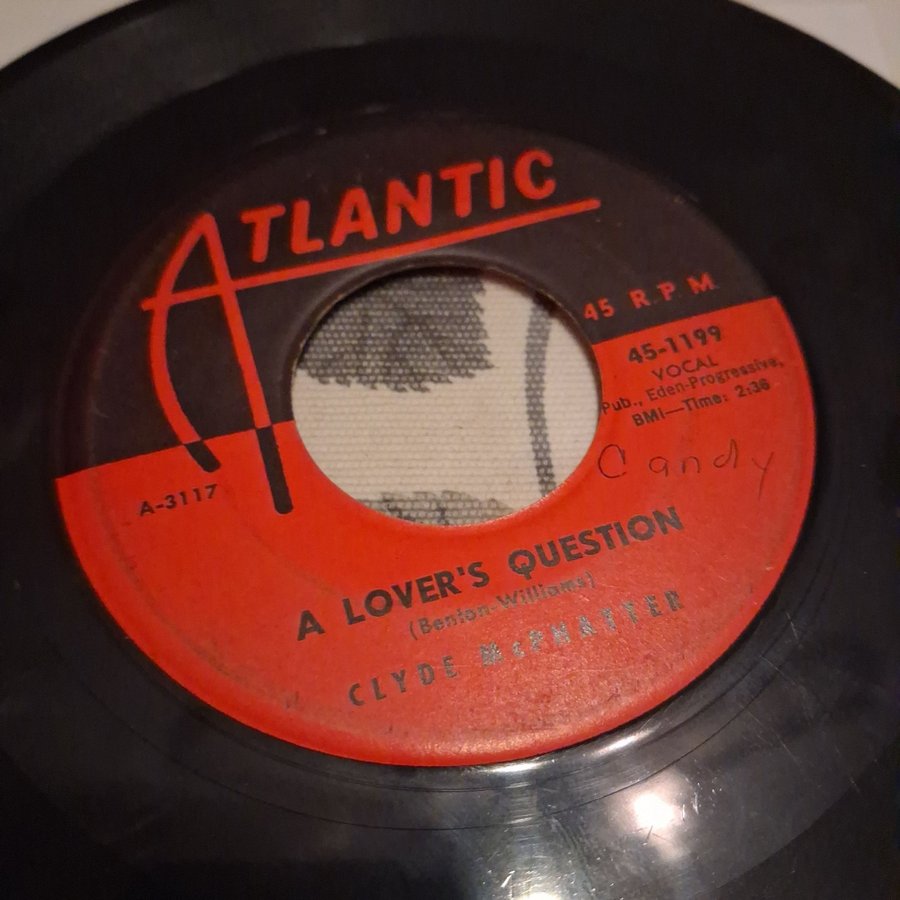 ATLANTIC
45 RPM
45-1199
VOCAL
Pub., Eden-Progressive,
BMI—Time: 2:36
Candy
A-3117
A LOVER'S QUESTION
(Benton-Williams)
CLYDE McPHATTER